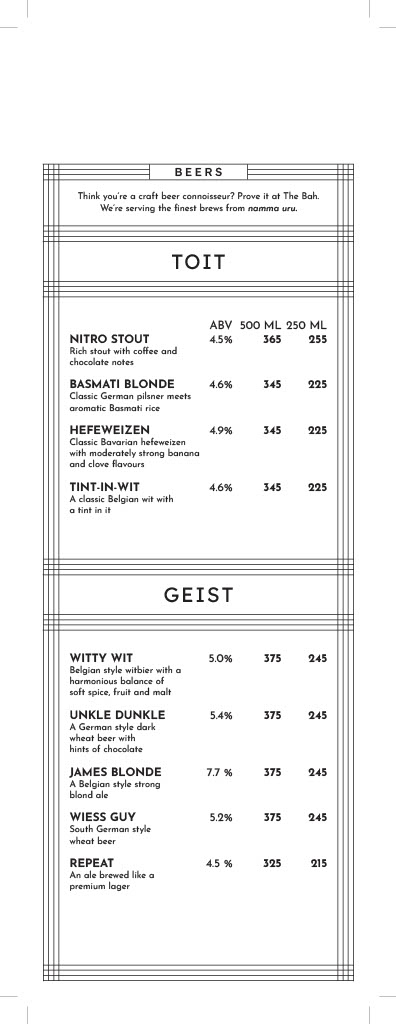 BEERS
Think you're a craft beer connoisseur? Prove it at The Bah.
We're serving the finest brews from namma uru.
TOIT
ABV 500 ML 250 ML
NITRO STOUT 4.5% 365 255
Rich stout with coffee and
chocolate notes
BASMATI BLONDE 4.6% 345 225
Classic German pilsner meets
aromatic Basmati rice
HEFEWEIZEN 4.9% 345 225
Classic Bavarian hefeweizen
with moderately strong banana
and clove flavours
TINT-IN-WIT 4.6% 345 225
A classic Belgian wit with
a tint in it
GEIST
WITTY WIT 5.0% 375 245
Belgian style witbier with a
harmonious balance of
soft spice, fruit and malt
UNKLE DUNKLE 5.4% 375 245
A German style dark
wheat beer with
hints of chocolate
JAMES BLONDE 7.7 % 375 245
A Belgian style strong
blond ale
WIESS GUY 5.2% 375 245
South German style
wheat beer
REPEAT 4.5 % 325 215
An ale brewed like a
premium lager